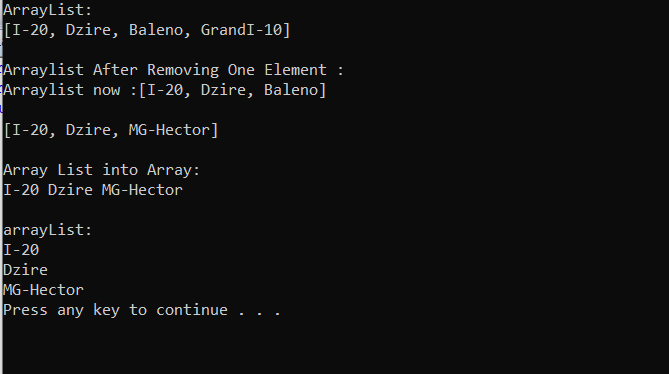 ArrayList:
[I-20, Dzire, Baleno, GrandI-10]
Arraylist After Removing One Element :
Arraylist now :[I-20, Dzire, Baleno]
[I-20, Dzire, MG-Hector]
Array List into Array:
I-20 Dzire MG-Hector
arrayList:
I-20
Dzire
MG-Hector
Press any key to continue . . .